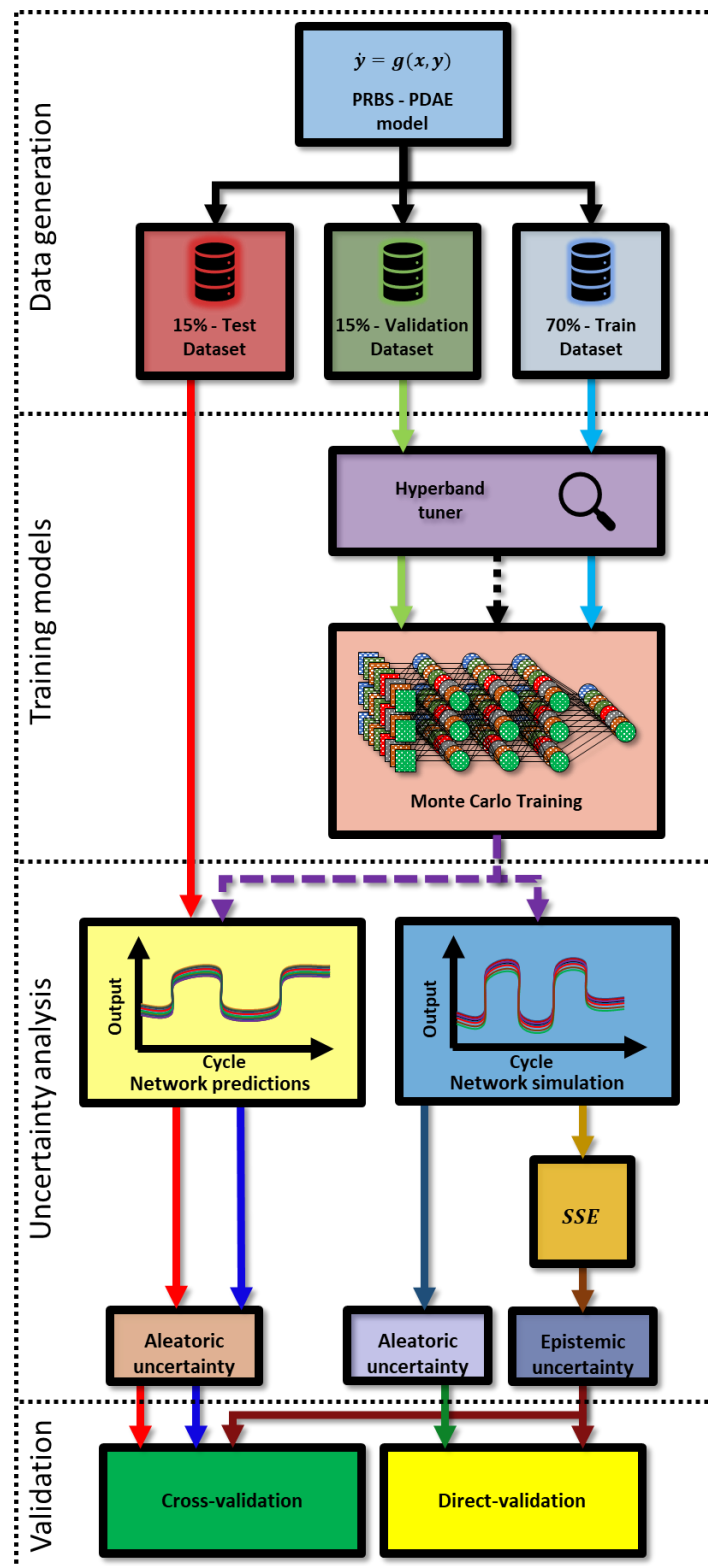 Data generation
ẏ = g(x, y)
PRBS - PDAE
model
15% - Test
Dataset
15% - Validation
Dataset
70% - Train
Dataset
Training models
Hyperband
tuner
Monte Carlo Training
Uncertainty analysis
Output
Cycle
Network predictions
Output
Cycle
Network simulation
SSE
Aleatoric
uncertainty
Aleatoric
uncertainty
Epistemic
uncertainty
Validation
Cross-validation
Direct-validation